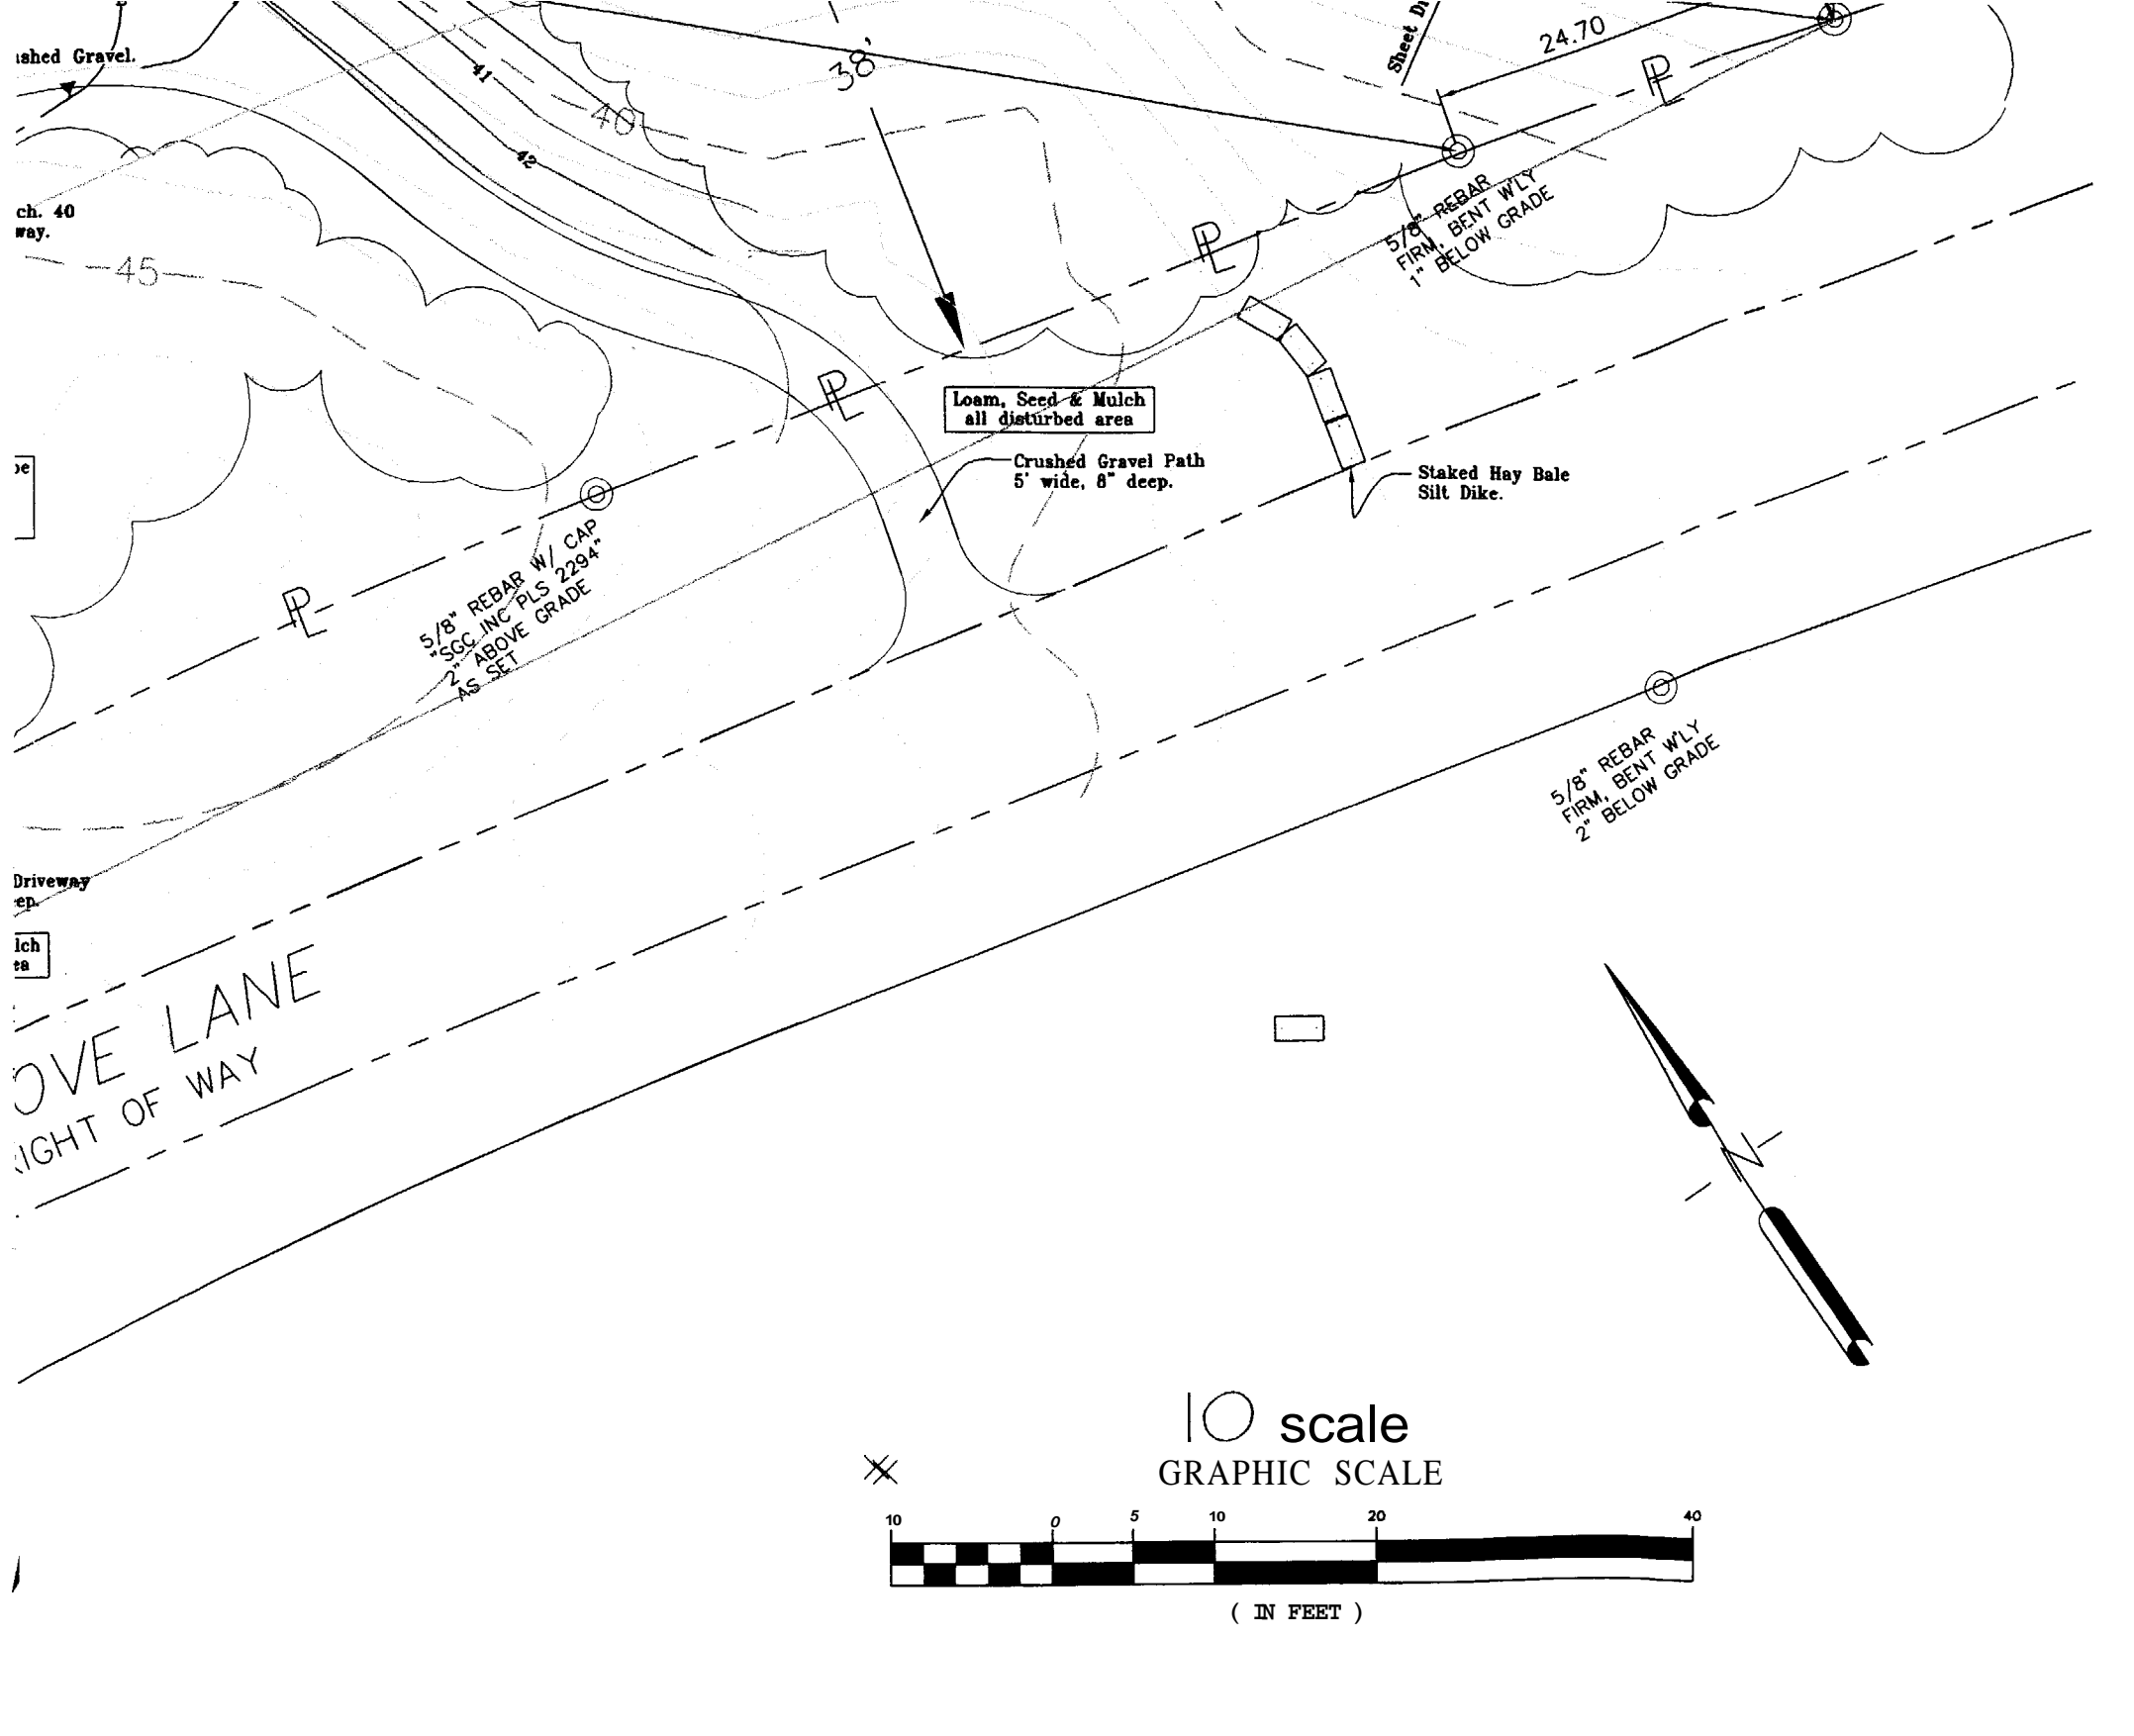 Gravel.
38'
Sheet
24.70
PL
41
40
42
ch. 40
way.
45
PL
5/8" REBAR
FIRM, BENT W'LY
1" BELOW GRADE
PL
Loam, Seed & Mulch
all disturbed area
Crushed Gravel Path
5' wide, 8" deep.
Staked Hay Bale
Silt Dike.
5/8" REBAR W/ CAP
"SGC INC PLS 2294"
2" ABOVE GRADE
AS SET
PL
PL
5/8" REBAR
FIRM, BENT W'LY
2" BELOW GRADE
Driveway
ep.
lch
ea
OVE LANE
RIGHT OF WAY
N
10 scale
GRAPHIC SCALE
10 0 5 10 20 40
( IN FEET )